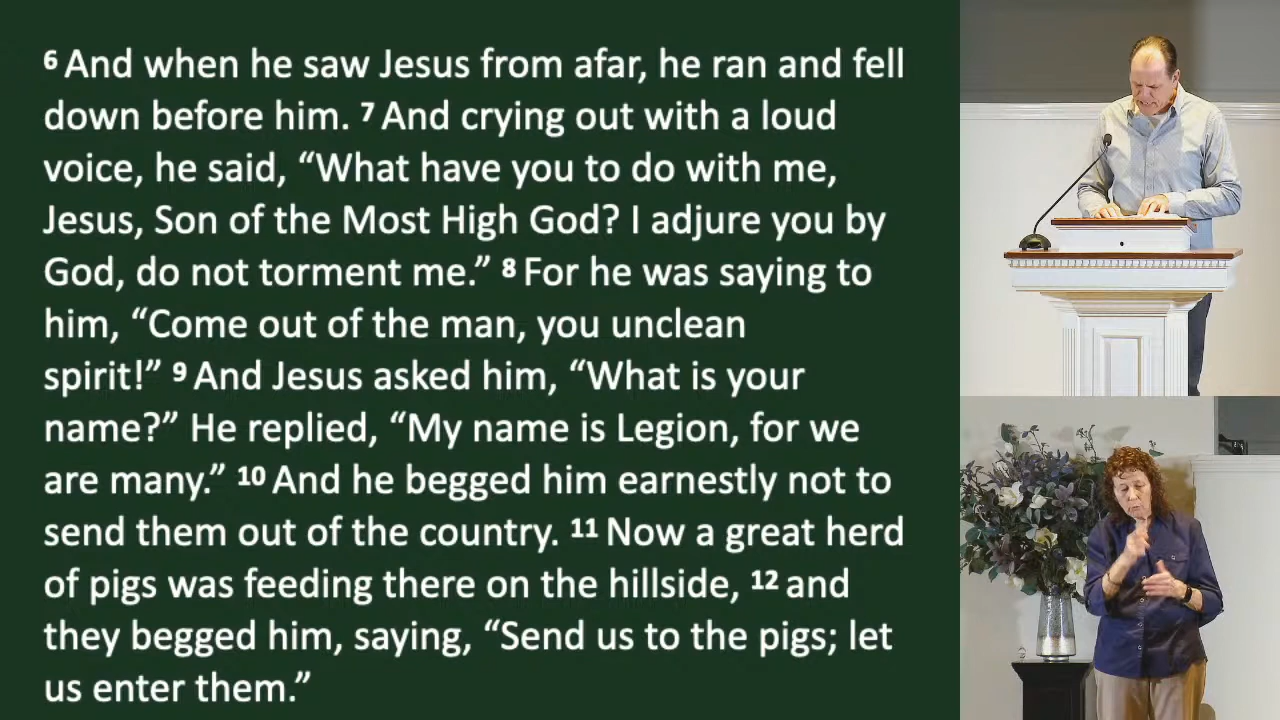 6 And when he saw Jesus from afar, he ran and fell
down before him. 7 And crying out with a loud
voice, he said, “What have you to do with me,
Jesus, Son of the Most High God? I adjure you by
God, do not torment me.” 8 For he was saying to
him, “Come out of the man, you unclean
spirit!” 9 And Jesus asked him, “What is your
name?” He replied, “My name is Legion, for we
are many.” 10 And he begged him earnestly not to
send them out of the country. 11 Now a great herd
of pigs was feeding there on the hillside, 12 and
they begged him, saying, “Send us to the pigs; let
us enter them.”